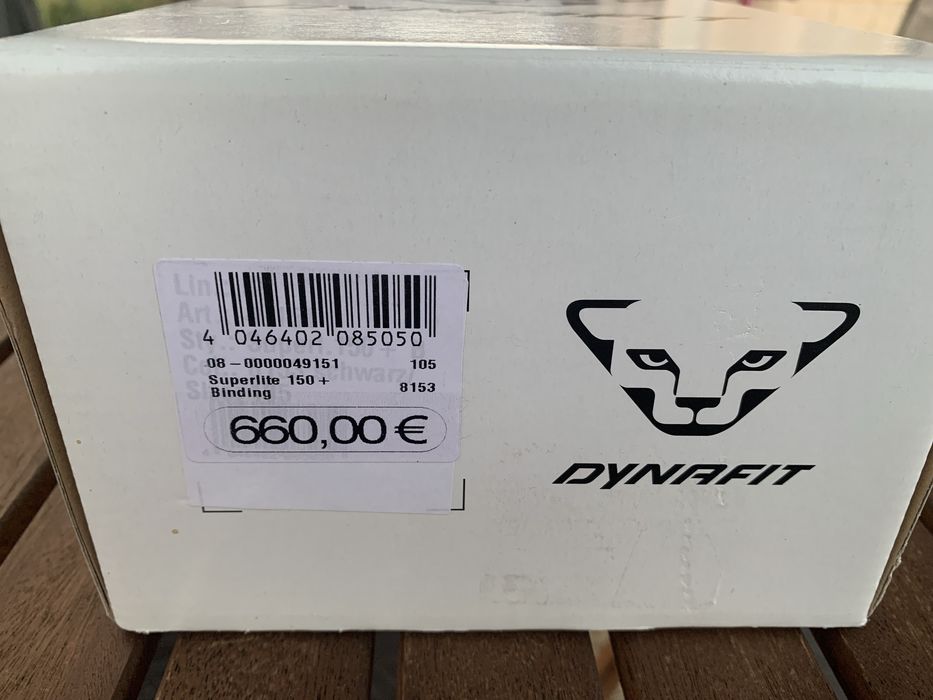 4 046402 085050
08-0000049151 105
Superlite 150 + 8153
Binding
660,00 €
DYNAFIT